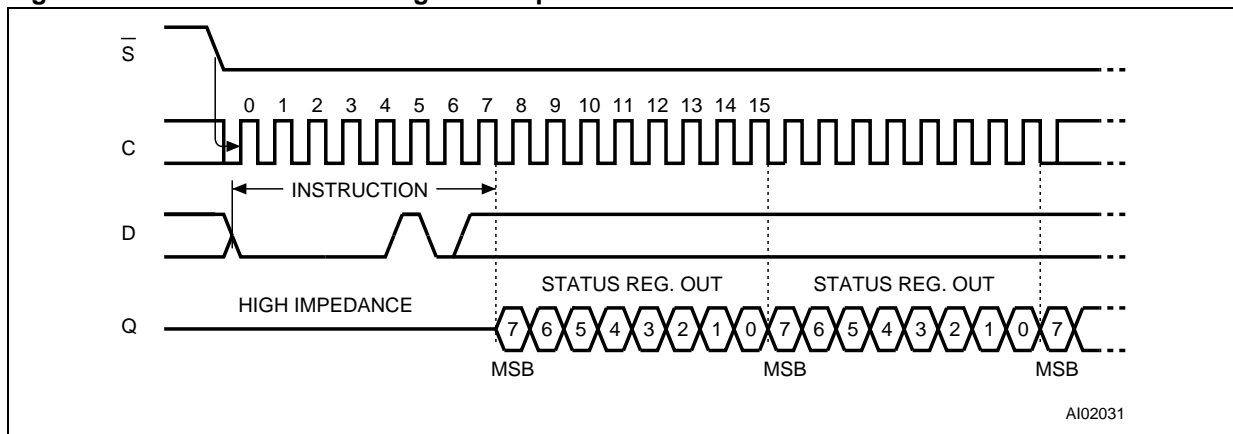 S
0 1 2 3 4 5 6 7 8 9 10 11 12 13 14 15
C
INSTRUCTION
D
STATUS REG. OUT STATUS REG. OUT
HIGH IMPEDANCE
Q 7 6 5 4 3 2 1 0 7 6 5 4 3 2 1 0 7
MSB MSB MSB
AI02031